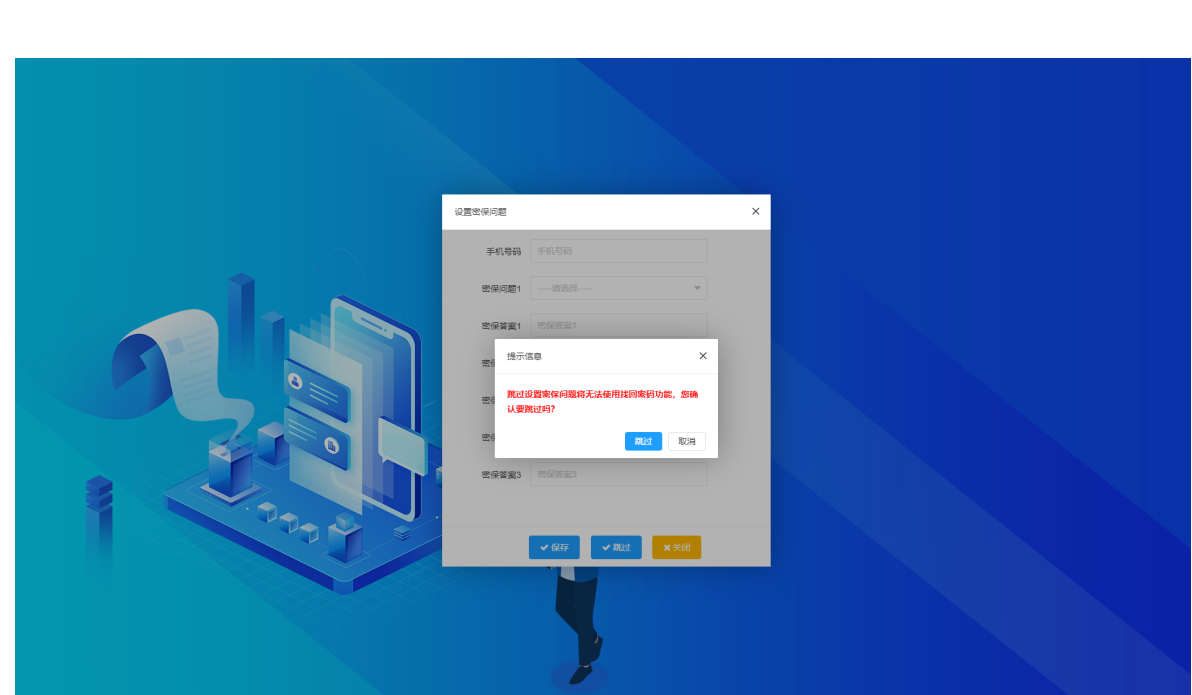 设置密保问题
手机号码 手机号码
密保问题1 -----请选择-----
密保答案1 密保答案1
提示信息
跳过设置密保问题将无法使用找回密码功能，您确
认要跳过吗？
跳过 取消
密保答案3 密保答案3
保存 跳过 关闭